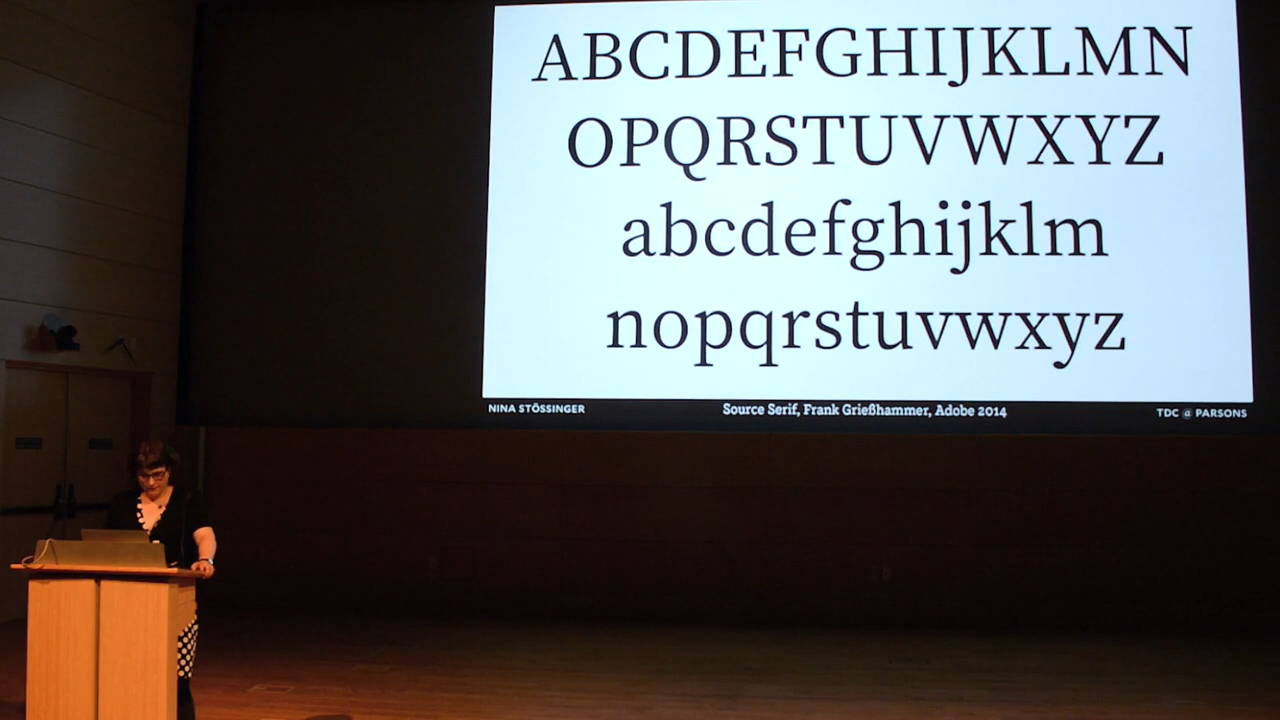 ABCDEFGHIJKLMN
OPQRSTUVWXYZ
abcdefghijklm
nopqrstuvwxyz
NINA STÖSSINGER
Source Serif, Frank Grießhammer, Adobe 2014
TDC @ PARSONS